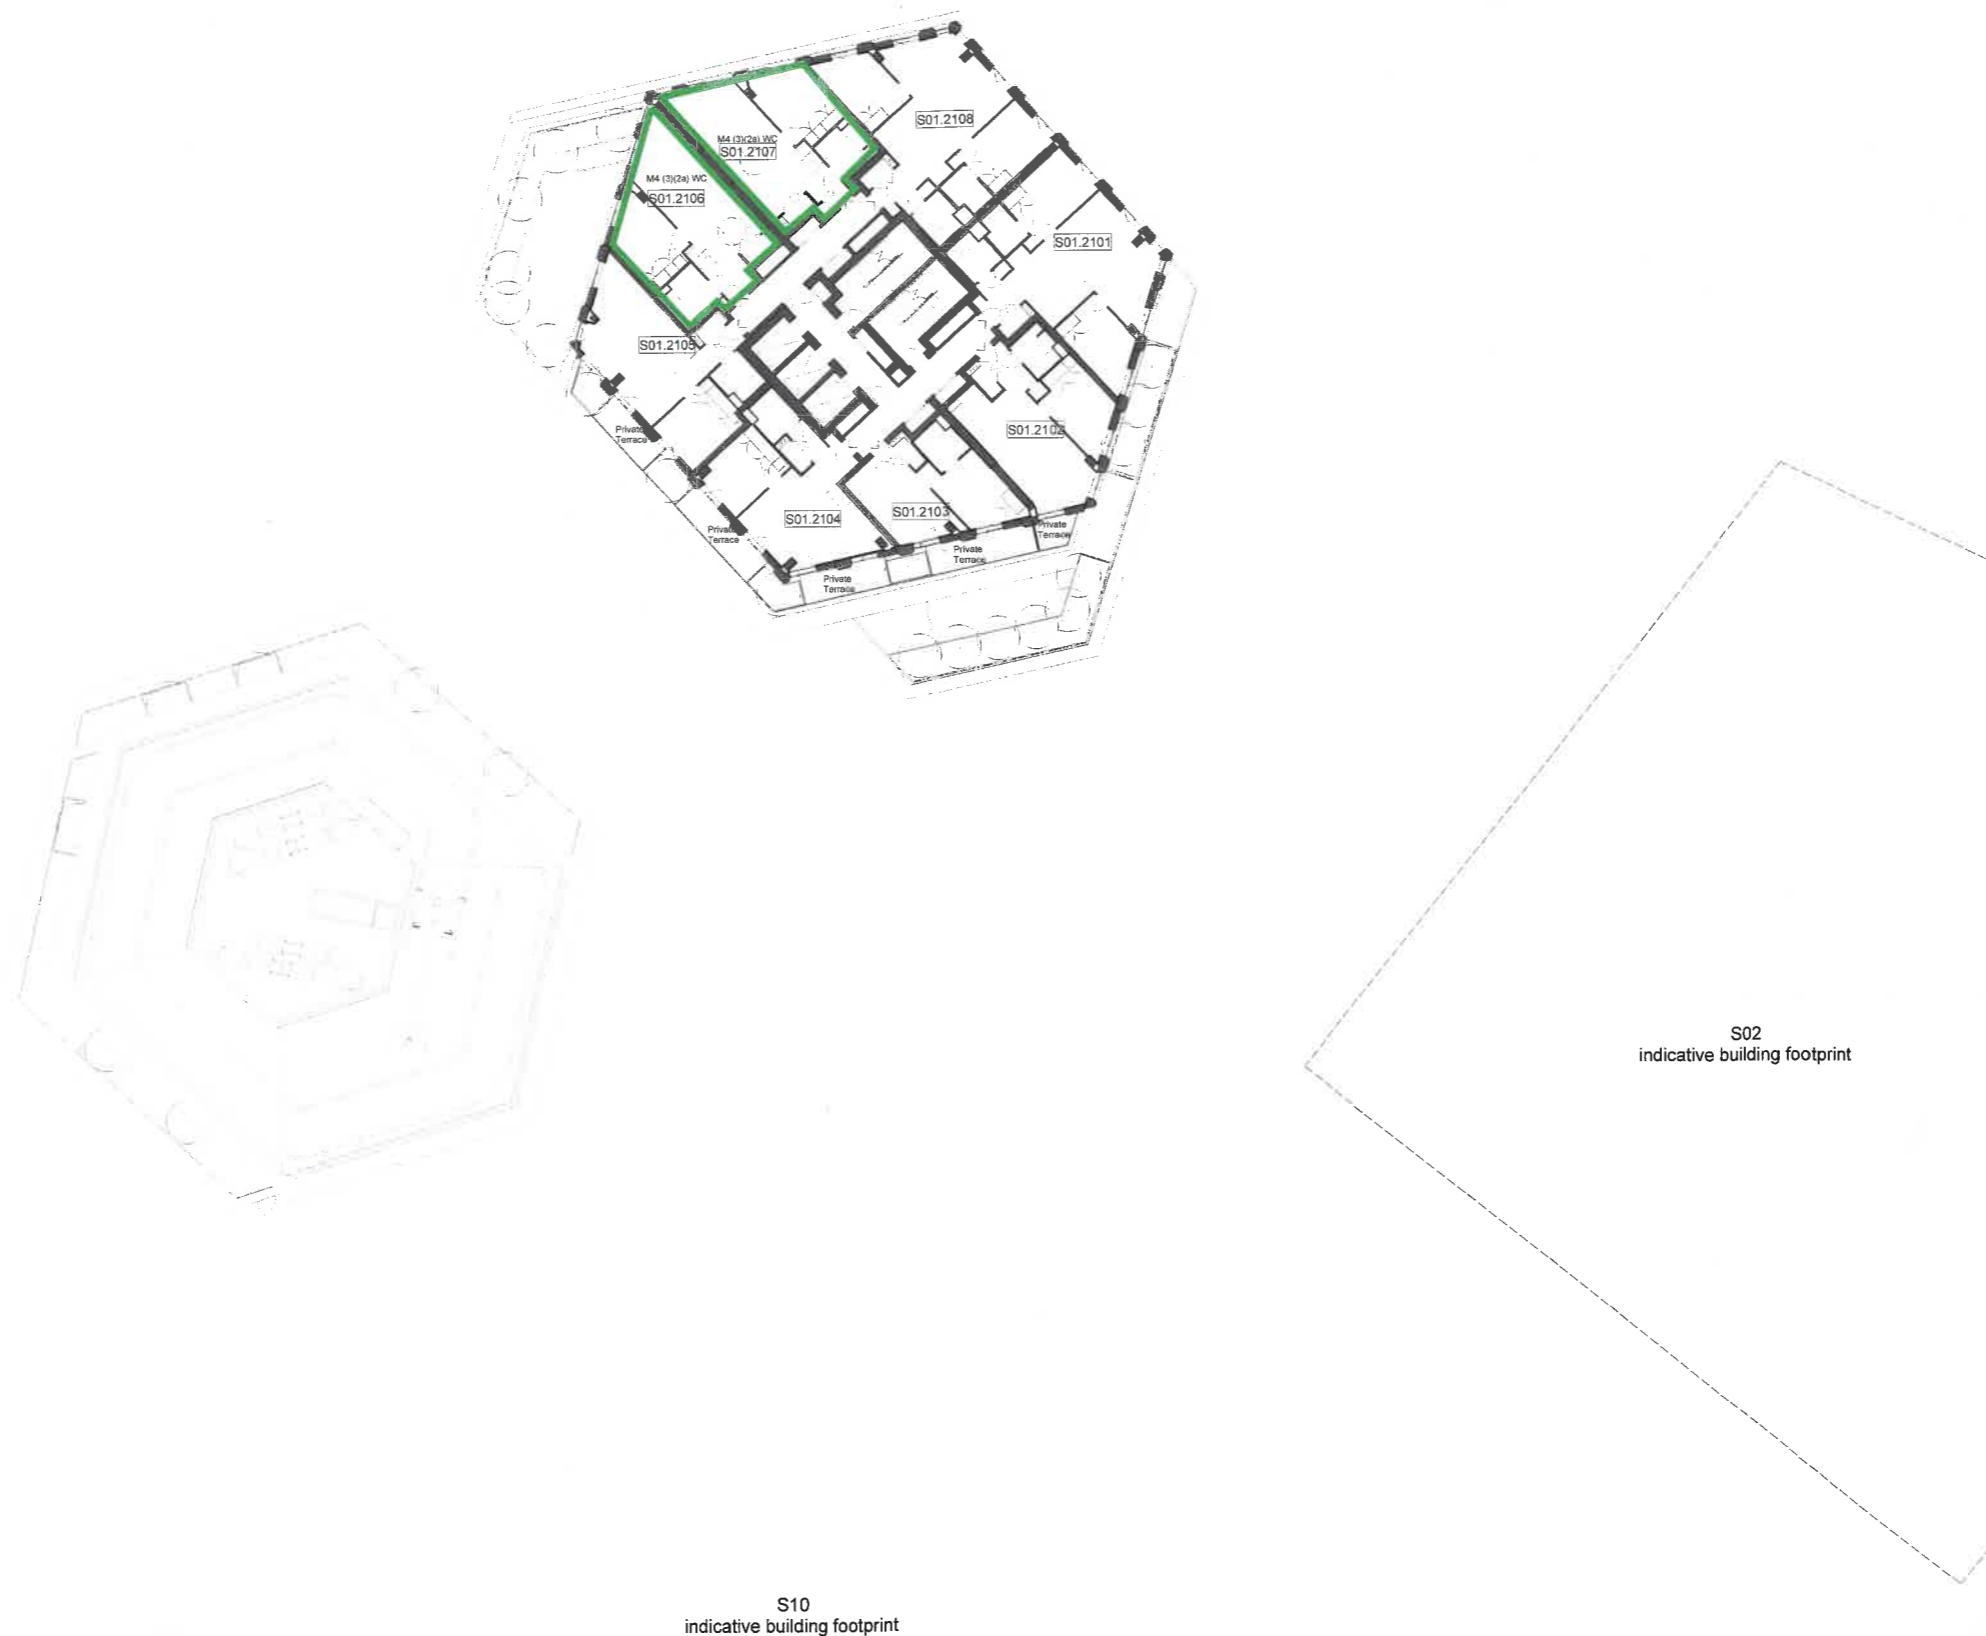 S01.2108
M4 (3)(2a) WC
S01.2107
M4 (3)(2a) WC
S01.2106
S01.2101
S01.2105
S01.2102
Private
Terrace
S01.2103
S01.2104
Private
Terrace
Private
Terrace
Private
Terrace
Private
Terrace
S02
indicative building footprint
S10
indicative building footprint